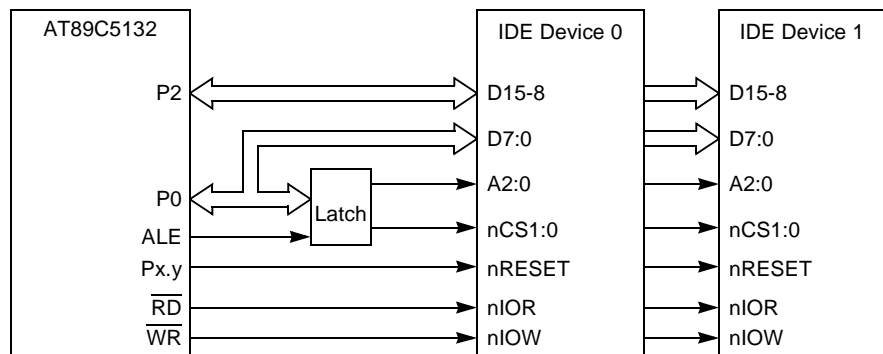 AT89C5132 IDE Device 0 IDE Device 1
P2 D15-8 D15-8
D7:0 D7:0
P0 Latch A2:0 A2:0
ALE nCS1:0 nCS1:0
Px.y nRESET nRESET
RD nIOR nIOR
WR nIOW nIOW